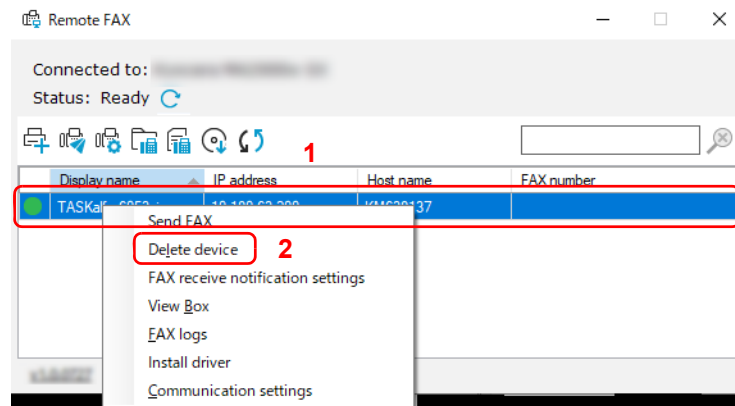 Remote FAX
Connected to:
Status: Ready
1
Display name IP address Host name FAX number
Send FAX
Delete device 2
FAX receive notification settings
View Box
FAX logs
Install driver
Communication settings